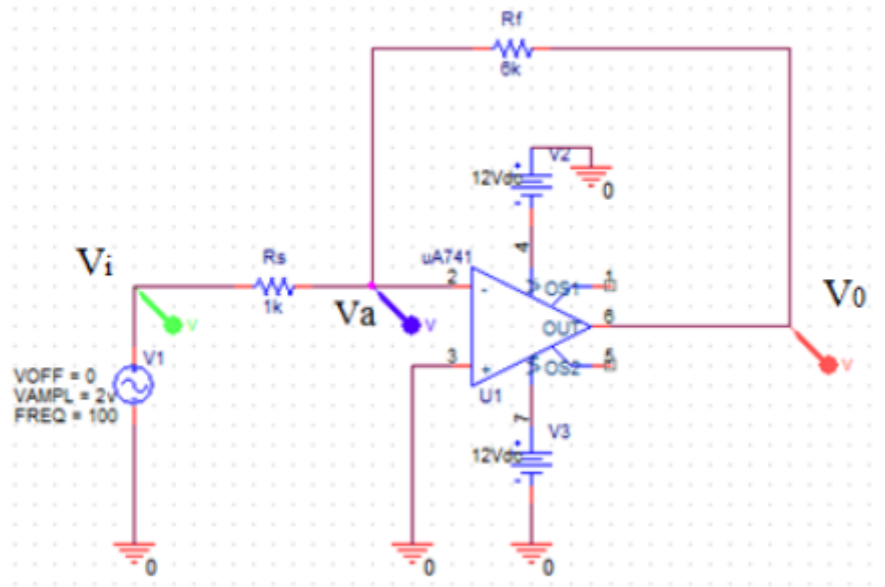 Rf
6k
V2
12Vdc
0
Vi
Rs
1k
Va
uA741
2
-
4
V-
OS1
1
OUT
6
V0
3
+
V+
OS2
5
U1
7
V
V
V
V1
VOFF = 0
VAMPL = 2v
FREQ = 100
V3
12Vdc
0
0
0